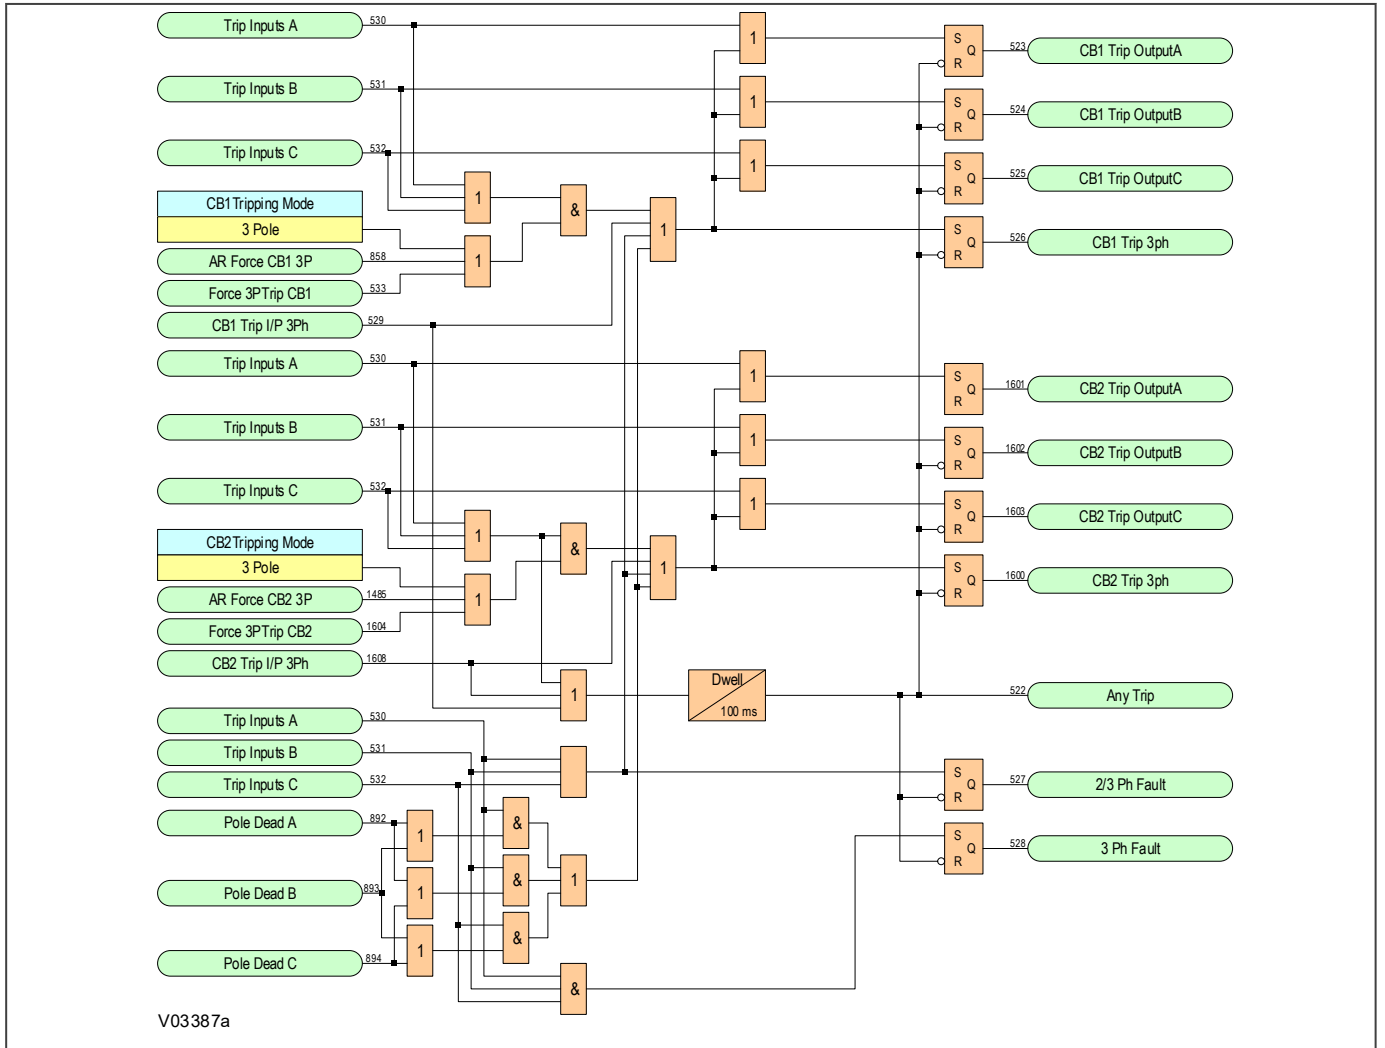 Trip Inputs A 530 1 S Q R 523 CB1 Trip OutputA
Trip Inputs B 531 1 S Q R 524 CB1 Trip OutputB
Trip Inputs C 532 1 S Q R 525 CB1 Trip OutputC
1
CB1Tripping Mode
&
3 Pole 1 S Q R 526 CB1 Trip 3ph
AR Force CB1 3P 858 1
Force 3PTrip CB1 533
CB1 Trip I/P 3Ph 529
Trip Inputs A 530 1 S Q R 1601 CB2 Trip OutputA
Trip Inputs B 531 1 S Q R 1602 CB2 Trip OutputB
Trip Inputs C 532 1 S Q R 1603 CB2 Trip OutputC
1
CB2Tripping Mode
&
3 Pole 1 S Q R 1600 CB2 Trip 3ph
AR Force CB2 3P 1485 1
Force 3PTrip CB2 1604
CB2 Trip I/P 3Ph 1608
1 Dwell 100 ms 522 Any Trip
Trip Inputs A 530
Trip Inputs B 531
Trip Inputs C 532 S Q R 527 2/3 Ph Fault
Pole Dead A 892 1 & S Q R 528 3 Ph Fault
Pole Dead B 893 1 & 1
1 &
Pole Dead C 894
&
V03387a